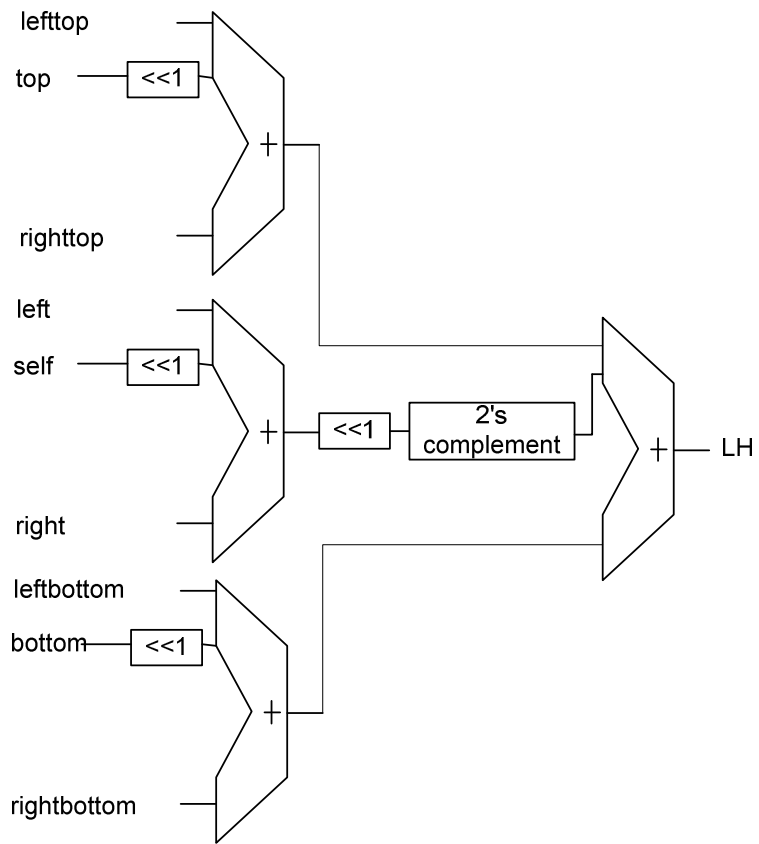 lefttop
top <<1
+
righttop
left
self <<1
+ <<1 2's
complement
+ LH
right
leftbottom
bottom <<1
+
rightbottom